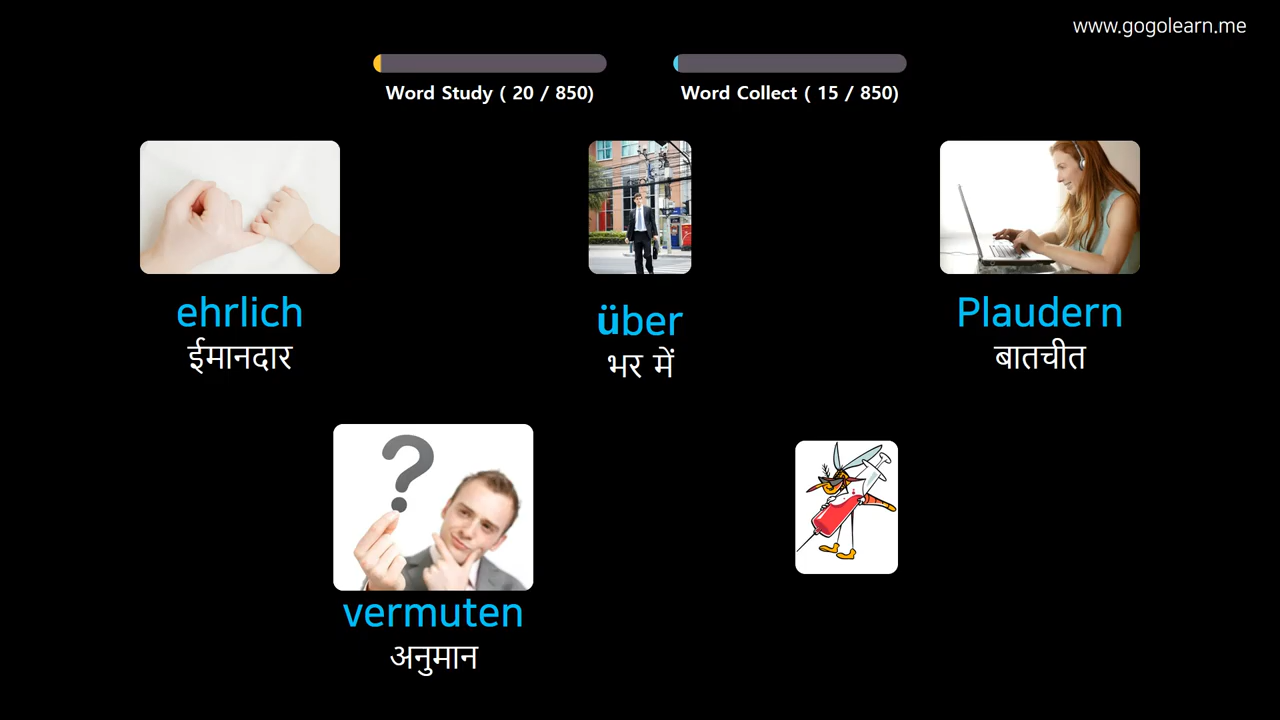 www.gogolearn.me
Word Study ( 20 / 850)
Word Collect ( 15 / 850)
ehrlich
ईमानदार
über
भर में
Plaudern
बातचीत
?
vermuten
अनुमान